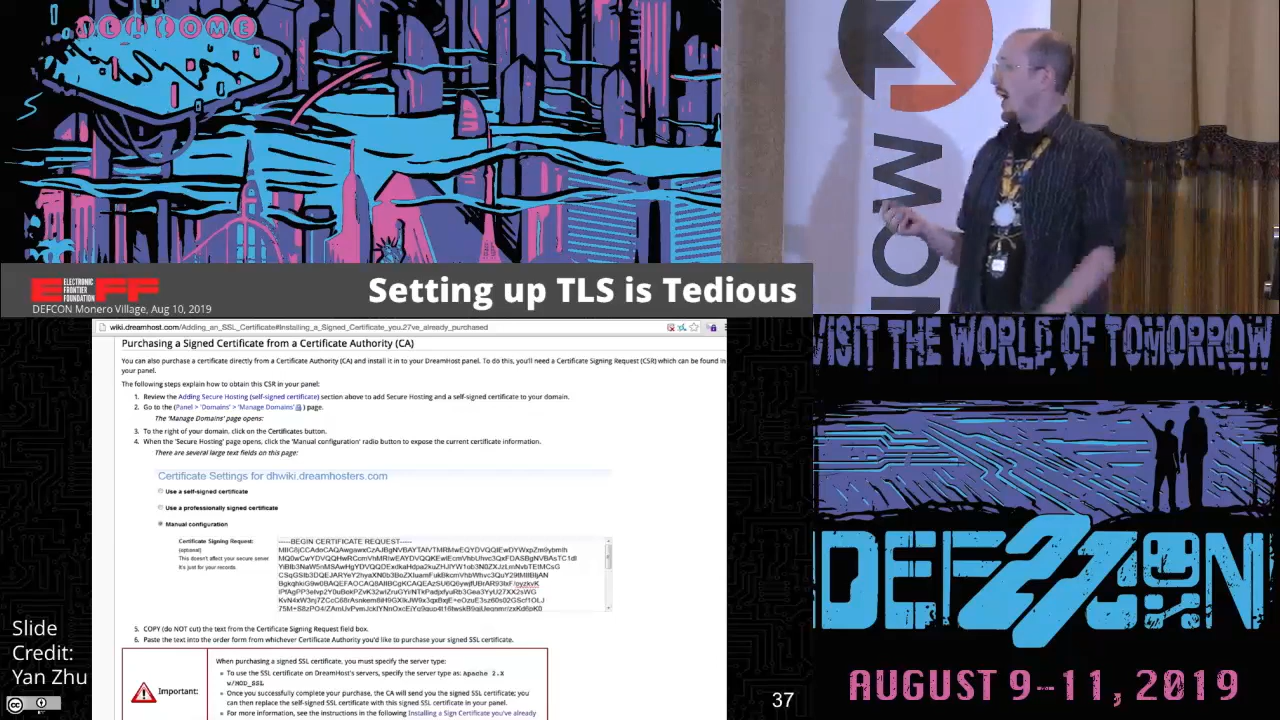 WELCOME
MON
EFF
ELECTRONIC
FRONTIER
FOUNDATION
DEFCON Monero Village, Aug 10, 2019
Setting up TLS is Tedious
wiki.dreamhost.com/Adding_an_SSL_Certificate#Installing_a_Signed_Certificate_you.27ve_already_purchased
Purchasing a Signed Certificate from a Certificate Authority (CA)
You can also purchase a certificate directly from a Certificate Authority (CA) and install it in to your DreamHost panel. To do this, you'll need a Certificate Signing Request (CSR) which can be found in
your panel.
The following steps explain how to obtain this CSR in your panel:
1. Review the Adding Secure Hosting (self-signed certificate) section above to add Secure Hosting and a self-signed certificate to your domain.
2. Go to the (Panel > 'Domains' > 'Manage Domains') page.
The 'Manage Domains' page opens:
3. To the right of your domain, click on the Certificates button.
4. When the 'Secure Hosting' page opens, click the 'Manual configuration' radio button to expose the current certificate information.
There are several large text fields on this page:
Certificate Settings for dhwiki.dreamhosters.com
Use a self-signed certificate
Use a professionally signed certificate
Manual configuration
Certificate Signing Request:
(optional)
This doesn't affect your secure server.
It's just for your records.
-----BEGIN CERTIFICATE REQUEST-----
5. COPY (do NOT cut) the text from the Certificate Signing Request field box.
6. Paste the text into the order form from whichever Certificate Authority you'd like to purchase your signed SSL certificate.
Important:
When purchasing a signed SSL certificate, you must specify the server type:
To use the SSL certificate on DreamHost's servers, specify the server type as: Apache 2.X
w/MOD_SSL
Once you successfully complete your purchase, the CA will send you the signed SSL certificate; you
can then replace the self-signed SSL certificate with this signed SSL certificate in your panel.
For more information, see the instructions in the following Installing a Sign Certificate you've already
Slide
Credit:
Yan Zhu
cc
37
VISIT THE WORLD OF TOMORROW
DEFCON
AUGUST 9-11, 2019